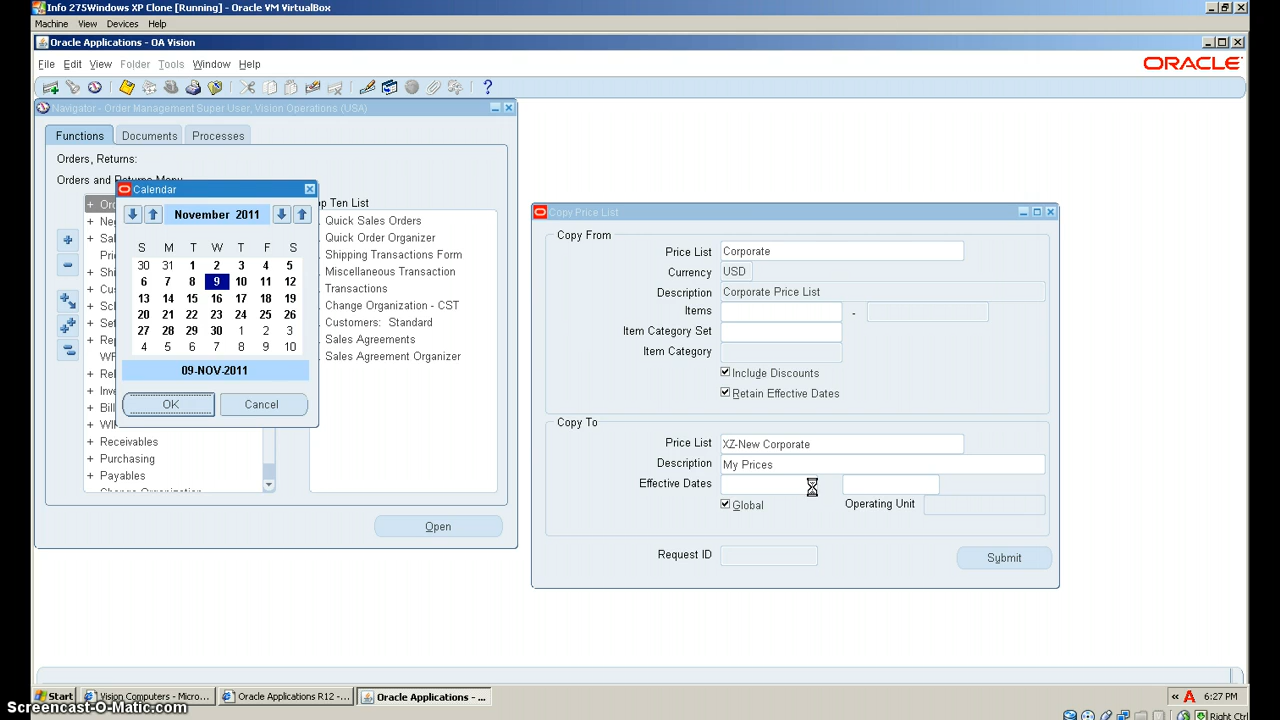 Info 275Windows XP Clone [Running] - Oracle VM VirtualBox
Machine View Devices Help
Oracle Applications - OA Vision
File Edit View Folder Tools Window Help
ORACLE
Navigator - Order Management Super User, Vision Operations (USA)
Functions Documents Processes
Orders, Returns:
Orders and Returns Menu
Calendar
November 2011
S M T W T F S
30 31 1 2 3 4 5
6 7 8 9 10 11 12
13 14 15 16 17 18 19
20 21 22 23 24 25 26
27 28 29 30 1 2 3
4 5 6 7 8 9 10
09-NOV-2011
OK Cancel
+ Receivables
+ Purchasing
+ Payables
Change Organization
op Ten List
Quick Sales Orders
Quick Order Organizer
Shipping Transactions Form
Miscellaneous Transaction
Transactions
Change Organization - CST
Customers: Standard
Sales Agreements
Sales Agreement Organizer
Open
Copy Price List
Copy From
Price List Corporate
Currency USD
Description Corporate Price List
Items -
Item Category Set
Item Category
Include Discounts
Retain Effective Dates
Copy To
Price List XZ-New Corporate
Description My Prices
Effective Dates
Global Operating Unit
Request ID Submit
Start Vision Computers - Micro... Oracle Applications R12 -... Oracle Applications - ... « A 6:27 PM
Screencast-O-Matic.com
Right Ctrl